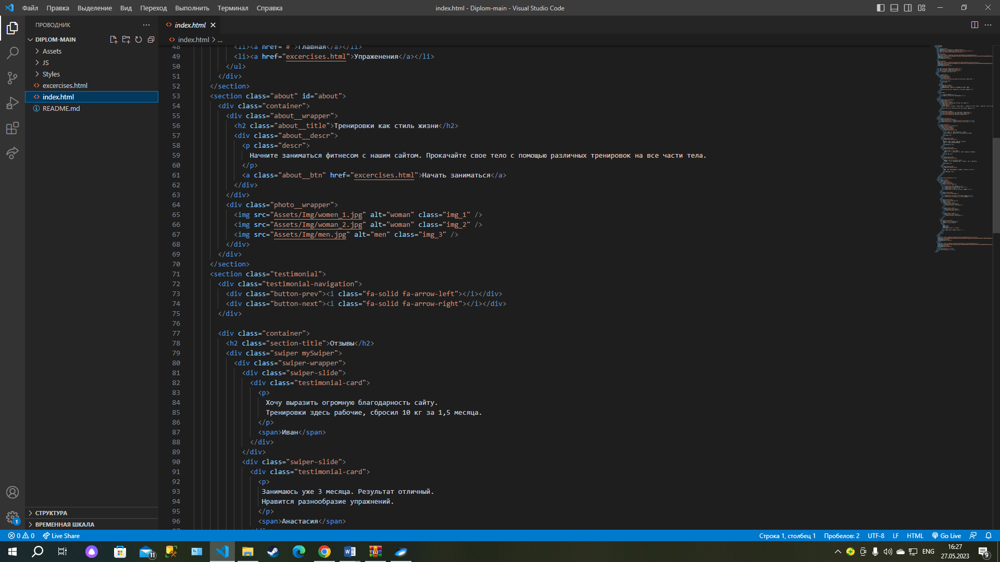 Файл Правка Выделение Вид Переход Выполнить Терминал Справка
index.html - Diplom-main - Visual Studio Code
ПРОВОДНИК
DIPLOM-MAIN
Assets
JS
Styles
excercises.html
index.html
README.md
СТРУКТУРА
ВРЕМЕННАЯ ШКАЛА
index.html
index.html > ...
48 <li><a href="#">Главная</a></li>
49 <li><a href="excercises.html">Упраженения</a></li>
50 </ul>
51 </div>
52 </section>
53 <section class="about" id="about">
54 <div class="container">
55 <div class="about__wrapper">
56 <h2 class="about__title">Тренировки как стиль жизни</h2>
57 <div class="about__descr">
58 <p class="descr">
59 Начните заниматься фитнесом с нашим сайтом. Прокачайте свое тело с помощью различных тренировок на все части тела.
60 </p>
61 <a class="about__btn" href="excercises.html">Начать заниматься</a>
62 </div>
63 </div>
64 <div class="photo__wrapper">
65 <img src="Assets/Img/women_1.jpg" alt="woman" class="img_1" />
66 <img src="Assets/Img/woman_2.jpg" alt="woman" class="img_2" />
67 <img src="Assets/Img/men.jpg" alt="men" class="img_3" />
68 </div>
69 </div>
70 </section>
71 <section class="testimonial">
72 <div class="testimonial-navigation">
73 <div class="button-prev"><i class="fa-solid fa-arrow-left"></i></div>
74 <div class="button-next"><i class="fa-solid fa-arrow-right"></i></div>
75 </div>
76
77 <div class="container">
78 <h2 class="section-title">Отзывы</h2>
79 <div class="swiper mySwiper">
80 <div class="swiper-wrapper">
81 <div class="swiper-slide">
82 <div class="testimonial-card">
83 <p>
84 Хочу выразить огромную благодарность сайту.
85 Тренировки здесь рабочие, сбросил 10 кг за 1,5 месяца.
86 </p>
87 <span>Иван</span>
88 </div>
89 </div>
90 <div class="swiper-slide">
91 <div class="testimonial-card">
92 <p>
93 Занимаюсь уже 3 месяца. Результат отличный.
94 Нравится разнообразие упражнений.
95 </p>
96 <span>Анастасия</span>
1
0 0 Live Share
Строка 1, столбец 1 Пробелов: 2 UTF-8 LF HTML Go Live
11
ENG
16:27
27.05.2023
9